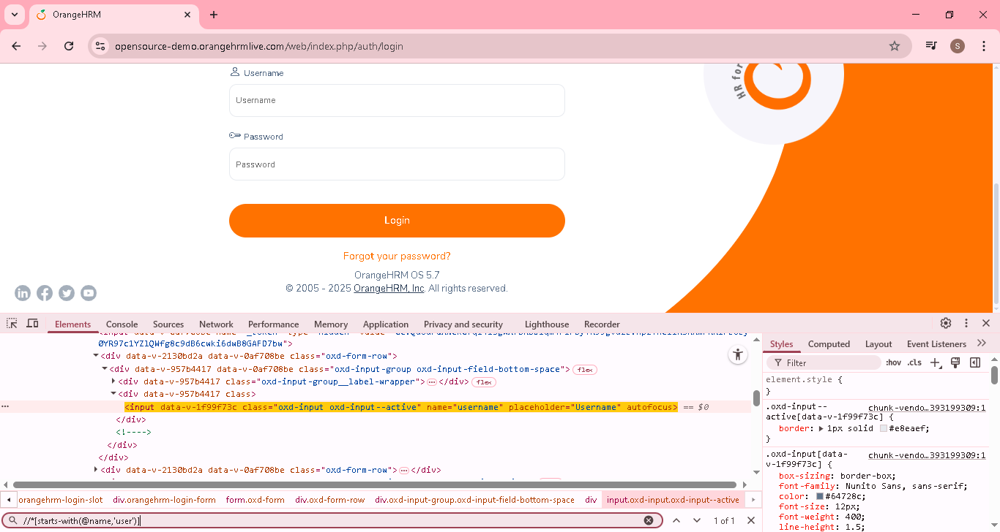 OrangeHRM
opensource-demo.orangehrmlive.com/web/index.php/auth/login
S
HR for
Username
Username
Password
Password
Login
Forgot your password?
OrangeHRM OS 5.7
© 2005 - 2025 OrangeHRM, Inc. All rights reserved.
Elements Console Sources Network Performance Memory Application Privacy and security Lighthouse Recorder
0YR97c1YZlQWfg8c9dB6cwki6dwB8GAFD7bw">
<div data-v-2130bd2a data-v-0af708be class="oxd-form-row">
<div data-v-957b4417 data-v-0af708be class="oxd-input-group oxd-input-field-bottom-space"> flex
<div data-v-957b4417 class="oxd-input-group__label-wrapper">…</div> flex
<div data-v-957b4417 class>
… <input data-v-1f99f73c class="oxd-input oxd-input--active" name="username" placeholder="Username" autofocus> == $0
</div>
<!---->
</div>
</div>
<div data-v-2130bd2a data-v-0af708be class="oxd-form-row">…</div>
orangehrm-login-slot div.orangehrm-login-form form.oxd-form div.oxd-form-row div.oxd-input-group.oxd-input-field-bottom-space div input.oxd-input.oxd-input--active
//*[starts-with(@name,'user')]
1 of 1
Styles Computed Layout Event Listeners
Filter :hov .cls
element.style {
}
.oxd-input-- chunk-vendo…393199309:1
active[data-v-1f99f73c] {
border: 1px solid #e8eaef;
}
.oxd-input[data- chunk-vendo…393199309:1
v-1f99f73c] {
box-sizing: border-box;
font-family: Nunito Sans, sans-serif;
color: #64728c;
font-size: 12px;
font-weight: 400;
line-height: 1.5;